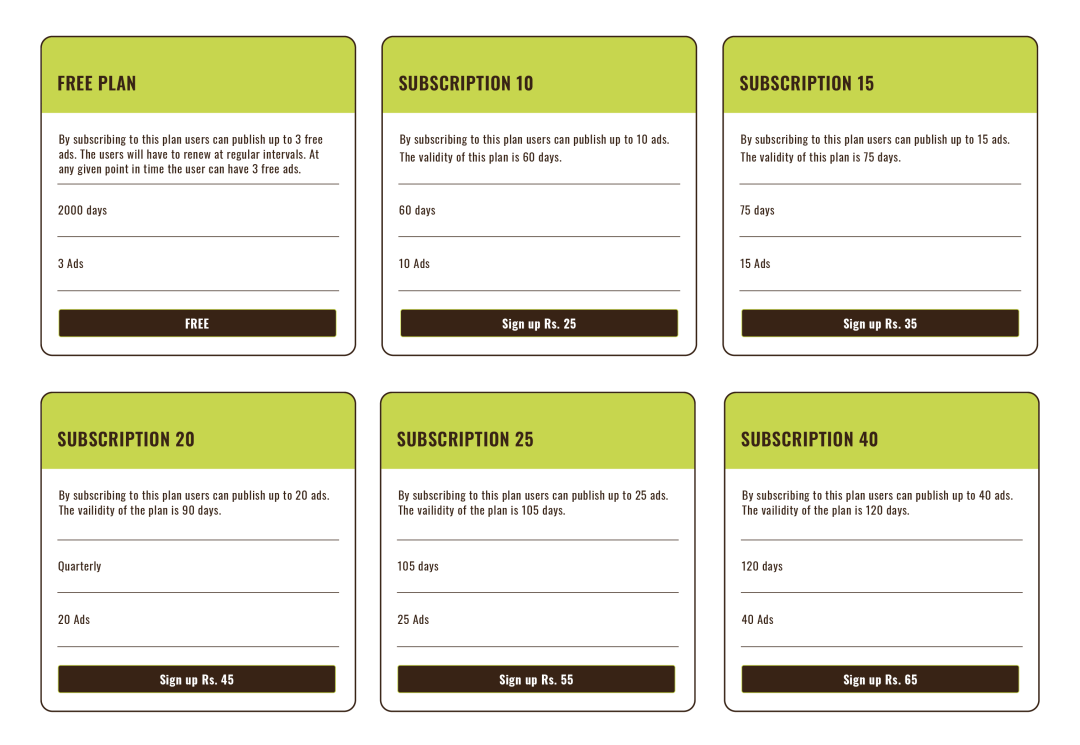 FREE PLAN
By subscribing to this plan users can publish up to 3 free
ads. The users will have to renew at regular intervals. At
any given point in time the user can have 3 free ads.
2000 days
3 Ads
FREE
SUBSCRIPTION 10
By subscribing to this plan users can publish up to 10 ads.
The validity of this plan is 60 days.
60 days
10 Ads
Sign up Rs. 25
SUBSCRIPTION 15
By subscribing to this plan users can publish up to 15 ads.
The validity of this plan is 75 days.
75 days
15 Ads
Sign up Rs. 35
SUBSCRIPTION 20
By subscribing to this plan users can publish up to 20 ads.
The vailidity of the plan is 90 days.
Quarterly
20 Ads
Sign up Rs. 45
SUBSCRIPTION 25
By subscribing to this plan users can publish up to 25 ads.
The vailidity of the plan is 105 days.
105 days
25 Ads
Sign up Rs. 55
SUBSCRIPTION 40
By subscribing to this plan users can publish up to 40 ads.
The vailidity of the plan is 120 days.
120 days
40 Ads
Sign up Rs. 65